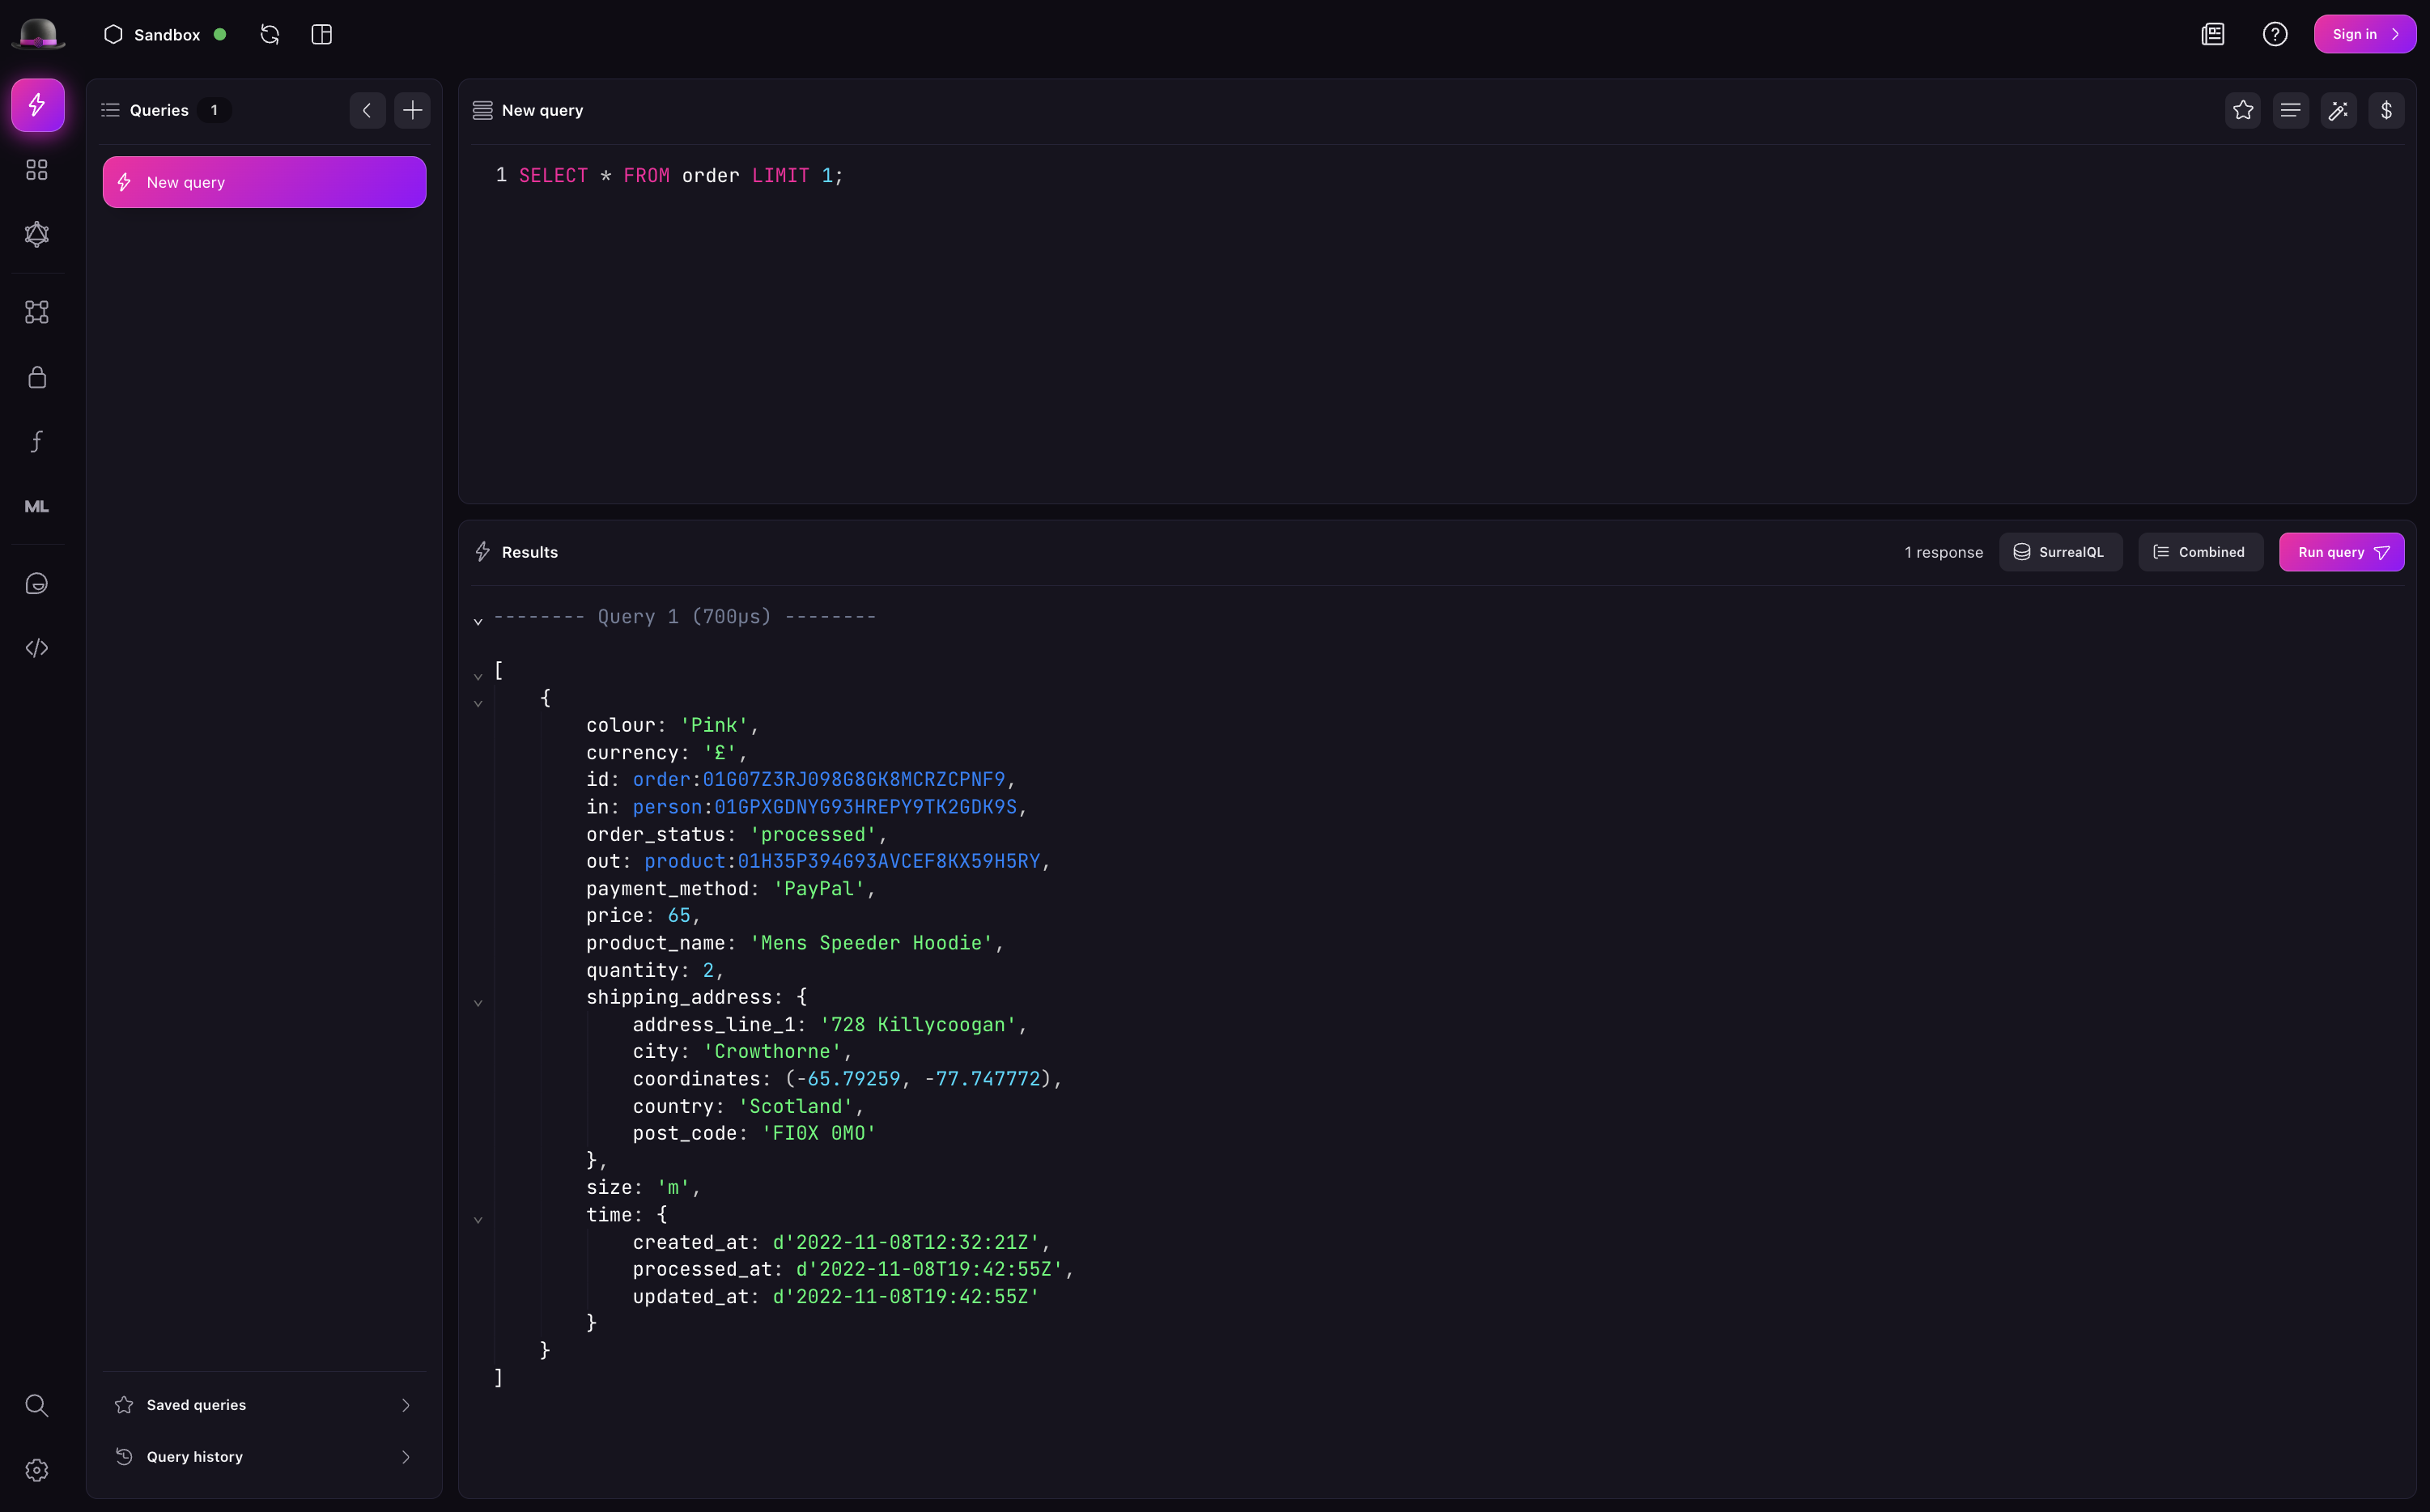 Sandbox
Sign in
Queries 1
New query
Saved queries
Query history
ML
New query
1 SELECT * FROM order LIMIT 1;
Results
1 response
SurrealQL
Combined
Run query
-------- Query 1 (700µs) --------
[
{
colour: 'Pink',
currency: '£',
id: order:01G07Z3RJ098G8GK8MCRZCPNF9,
in: person:01GPXGDNYG93HREPY9TK2GDK9S,
order_status: 'processed',
out: product:01H35P394G93AVCEF8KX59H5RY,
payment_method: 'PayPal',
price: 65,
product_name: 'Mens Speeder Hoodie',
quantity: 2,
shipping_address: {
address_line_1: '728 Killycoogan',
city: 'Crowthorne',
coordinates: (-65.79259, -77.747772),
country: 'Scotland',
post_code: 'FI0X 0MO'
},
size: 'm',
time: {
created_at: d'2022-11-08T12:32:21Z',
processed_at: d'2022-11-08T19:42:55Z',
updated_at: d'2022-11-08T19:42:55Z'
}
}
]